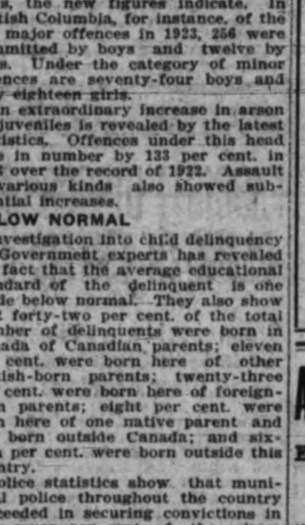 s, the new figures indicate. In
tish Columbia, for instance, of the
major offences in 1923, 256 were
mmitted by boys and twelve by
s. Under the category of minor
ences are seventy-four boys and
y eighteen girls.
n extraordinary increase in arson
juveniles is revealed by the latest
istics. Offences under this head
e in number by 133 per cent. in
3 over the record of 1922. Assault
various kinds also showed sub-
ntial increases.
LOW NORMAL
nvestigation into child delinquency
Government experts has revealed
fact that the average educational
ndard of the delinquent is one
de below normal. They also show
t forty-two per cent. of the total
mber of delinquents were born in
ada of Canadian parents; eleven
cent. were born here of other
ish-born parents; twenty-three
cent. were born here of foreign-
n parents; eight per cent. were
n here of one native parent and
born outside Canada; and six-
n per cent. were born outside this
ntry.
olice statistics show that muni-
al police throughout the country
ceeded in securing convictions in